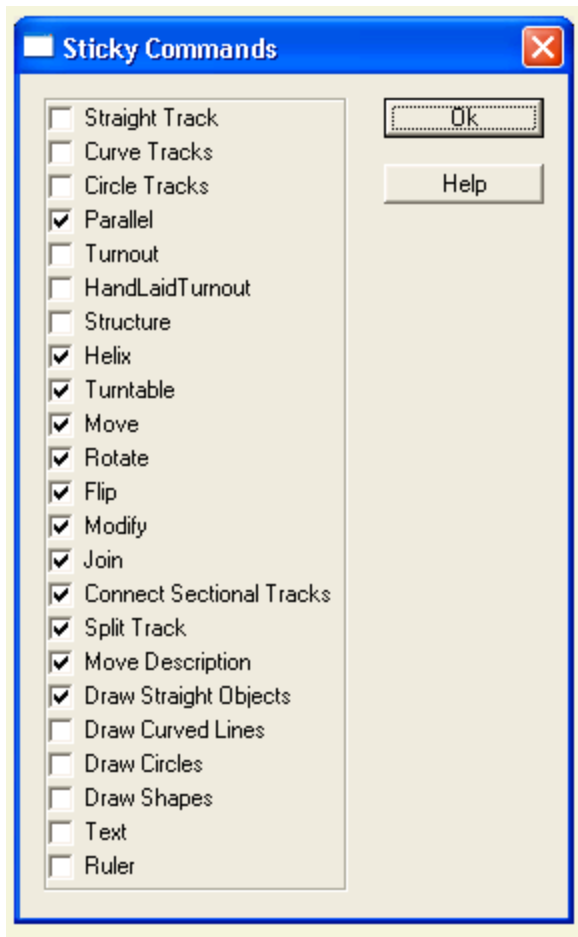 Sticky Commands
Straight Track
Curve Tracks
Circle Tracks
Parallel
Turnout
HandLaidTurnout
Structure
Helix
Turntable
Move
Rotate
Flip
Modify
Join
Connect Sectional Tracks
Split Track
Move Description
Draw Straight Objects
Draw Curved Lines
Draw Circles
Draw Shapes
Text
Ruler
Ok
Help